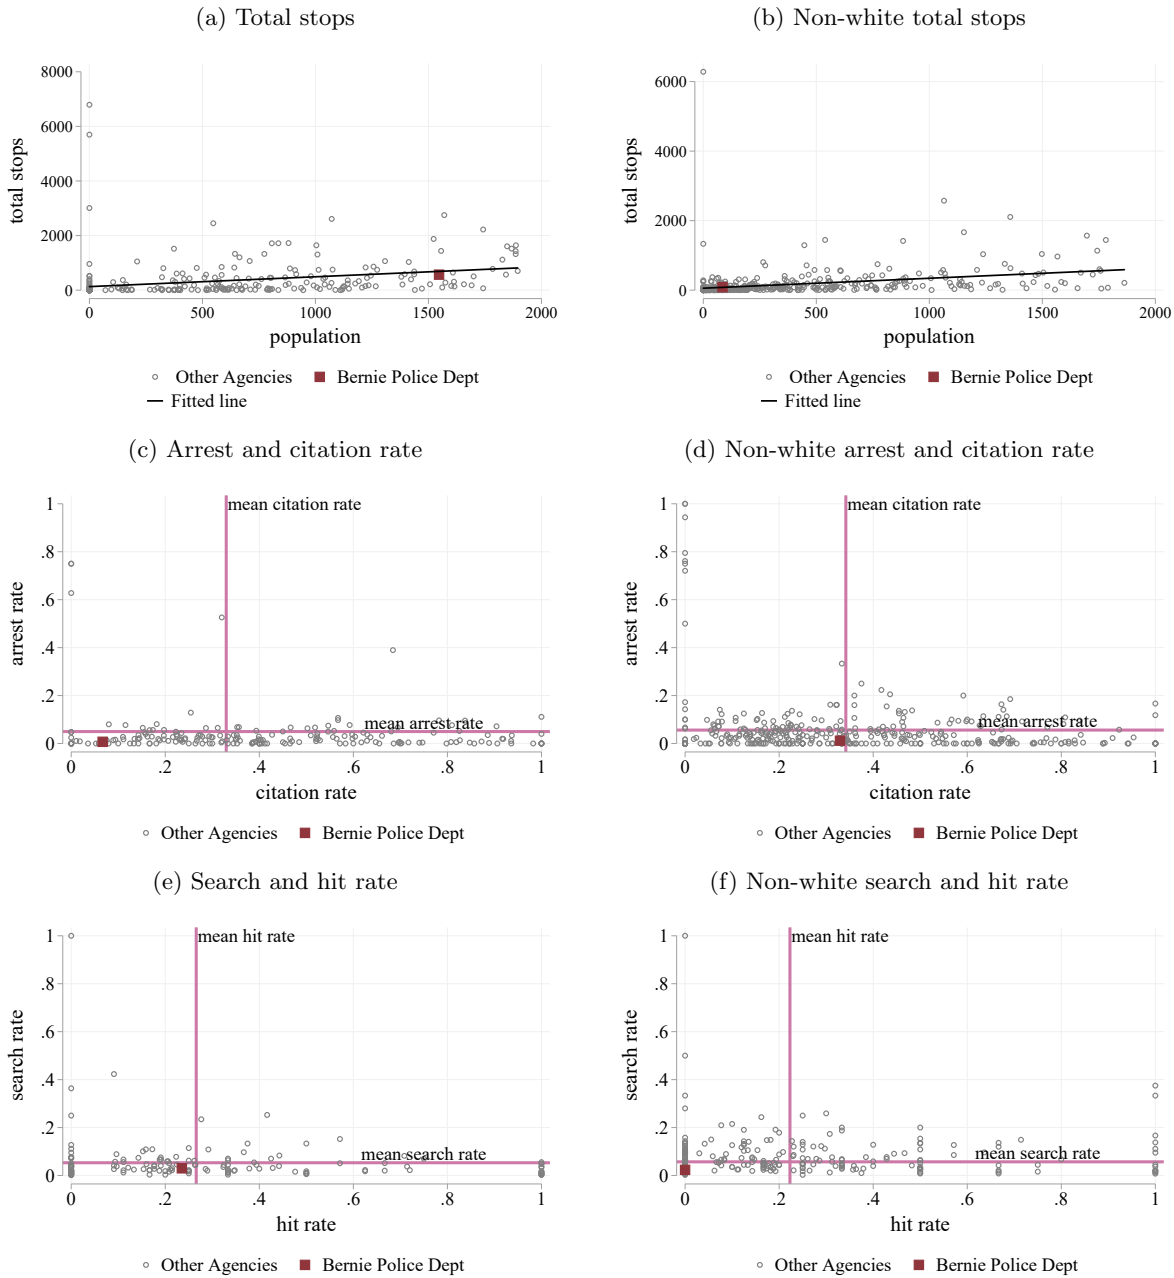 (a) Total stops
(b) Non-white total stops
8000
6000
4000
2000
0
total stops
0 500 1000 1500 2000
population
Other Agencies Bernie Police Dept
Fitted line
6000
4000
2000
0
total stops
0 500 1000 1500 2000
population
Other Agencies Bernie Police Dept
Fitted line
(c) Arrest and citation rate
(d) Non-white arrest and citation rate
1
.8
.6
.4
.2
0
arrest rate
mean citation rate
mean arrest rate
0 .2 .4 .6 .8 1
citation rate
Other Agencies Bernie Police Dept
1
.8
.6
.4
.2
0
arrest rate
mean citation rate
mean arrest rate
0 .2 .4 .6 .8 1
citation rate
Other Agencies Bernie Police Dept
(e) Search and hit rate
(f) Non-white search and hit rate
1
.8
.6
.4
.2
0
search rate
mean hit rate
mean search rate
0 .2 .4 .6 .8 1
hit rate
Other Agencies Bernie Police Dept
1
.8
.6
.4
.2
0
search rate
mean hit rate
mean search rate
0 .2 .4 .6 .8 1
hit rate
Other Agencies Bernie Police Dept